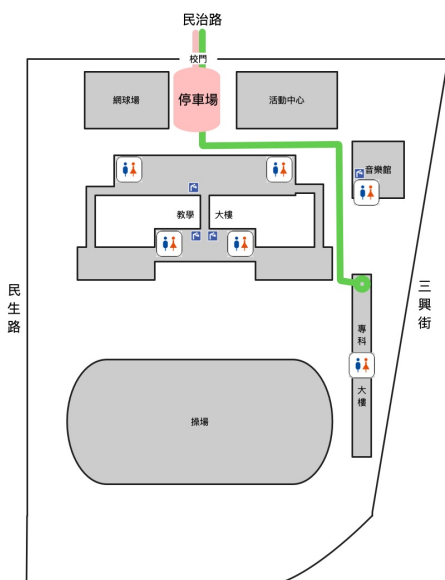 民治路
校門
網球場
停車場
活動中心
音樂館
教學
大樓
民生路
三興街
專科
大樓
操場